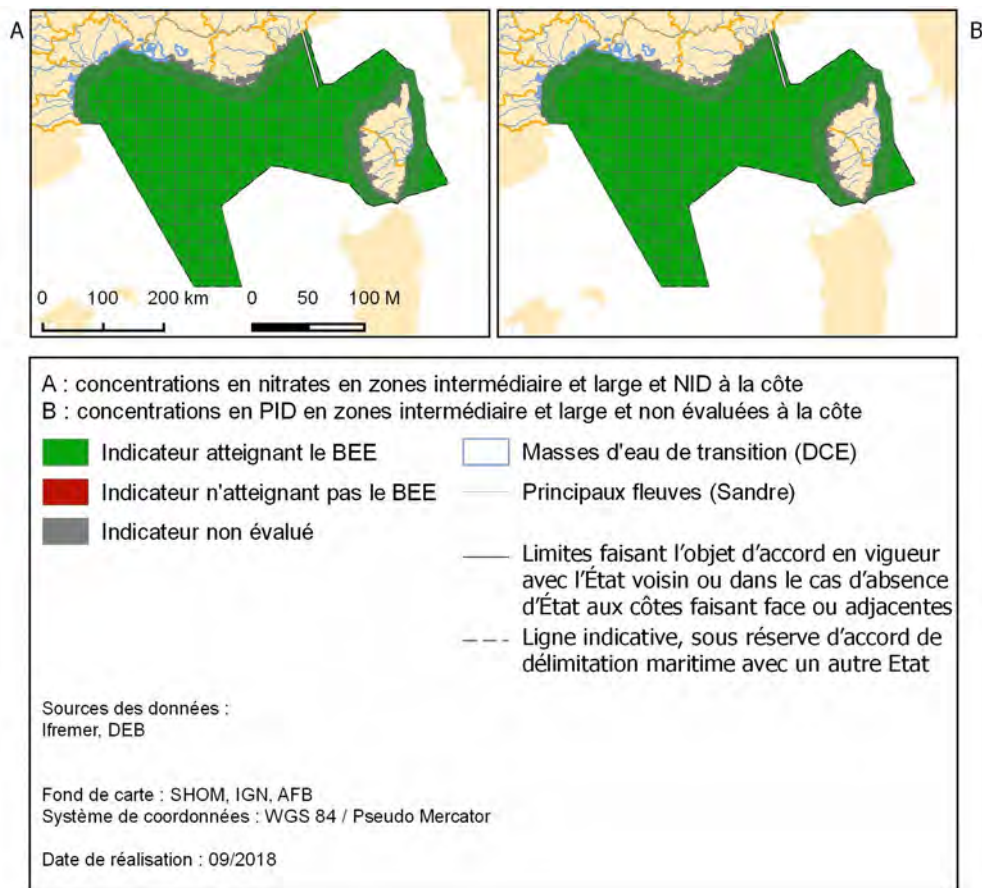 A
B
0 100 200 km
0 50 100 M
A : concentrations en nitrates en zones intermédiaire et large et NID à la côte
B : concentrations en PID en zones intermédiaire et large et non évaluées à la côte
Indicateur atteignant le BEE
Indicateur n'atteignant pas le BEE
Indicateur non évalué
Masses d'eau de transition (DCE)
Principaux fleuves (Sandre)
Limites faisant l'objet d'accord en vigueur
avec l'État voisin ou dans le cas d'absence
d'État aux côtes faisant face ou adjacentes
Ligne indicative, sous réserve d'accord de
délimitation maritime avec un autre Etat
Sources des données :
Ifremer, DEB
Fond de carte : SHOM, IGN, AFB
Système de coordonnées : WGS 84 / Pseudo Mercator
Date de réalisation : 09/2018